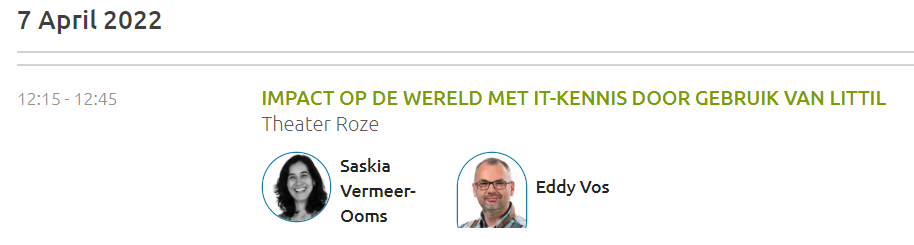 7 April 2022
12:15 - 12:45
IMPACT OP DE WERELD MET IT-KENNIS DOOR GEBRUIK VAN LITTIL
Theater Roze
Saskia
Vermeer-
Ooms
Eddy Vos